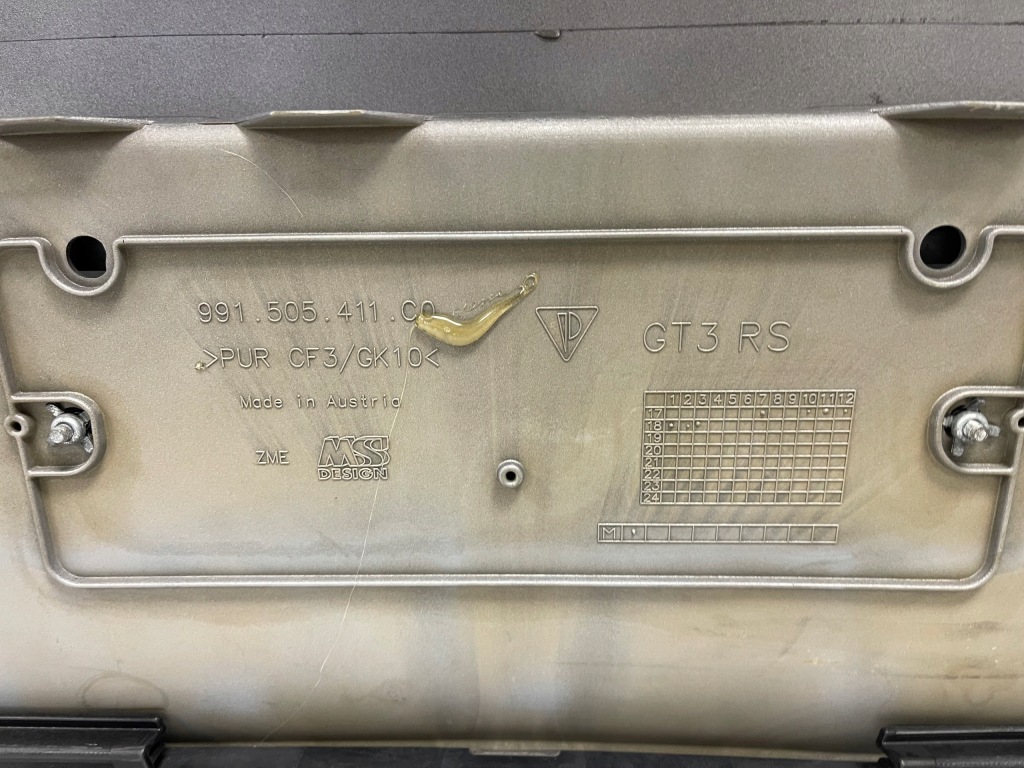 991.505.411.C0
>PUR CF3/GK10<
Made in Austria
ZME
MSS
DESIGN
GT3 RS
1 2 3 4 5 6 7 8 9 10 11 12
17
18
19
20
21
22
23
24
M